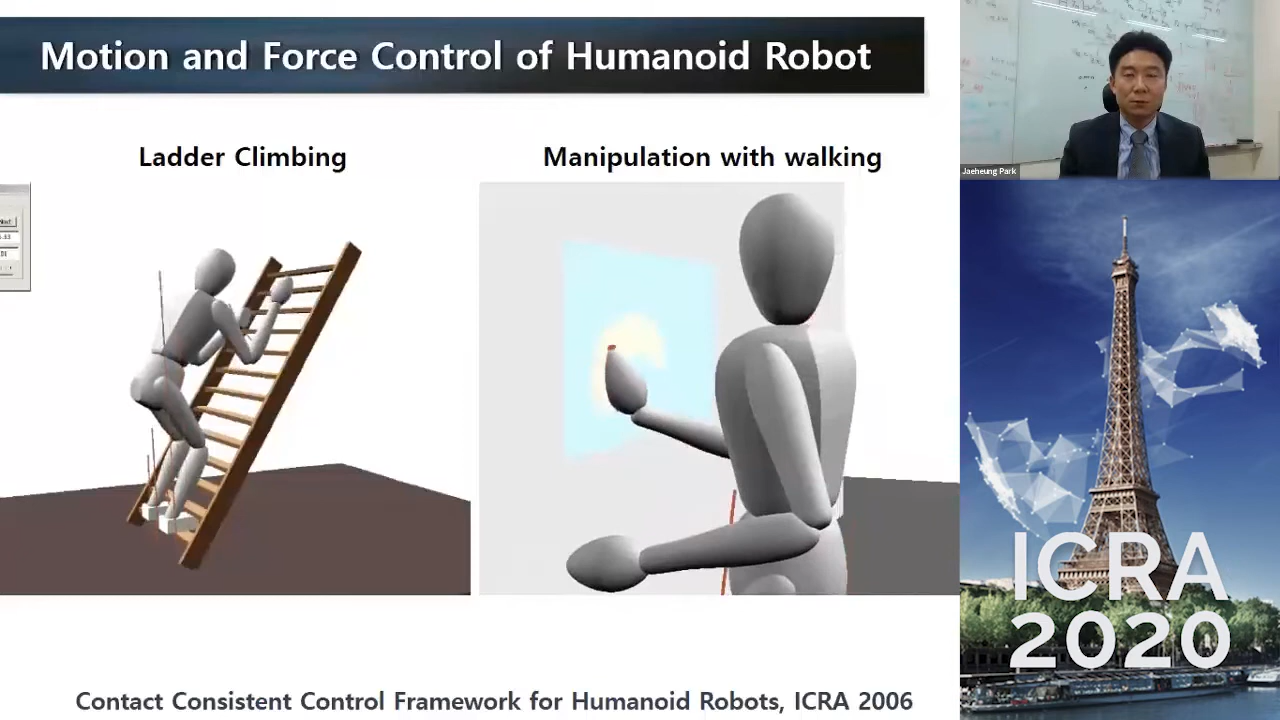 Motion and Force Control of Humanoid Robot
Ladder Climbing
Manipulation with walking
Contact Consistent Control Framework for Humanoid Robots, ICRA 2006
Jaeheung Park
ICRA
2020